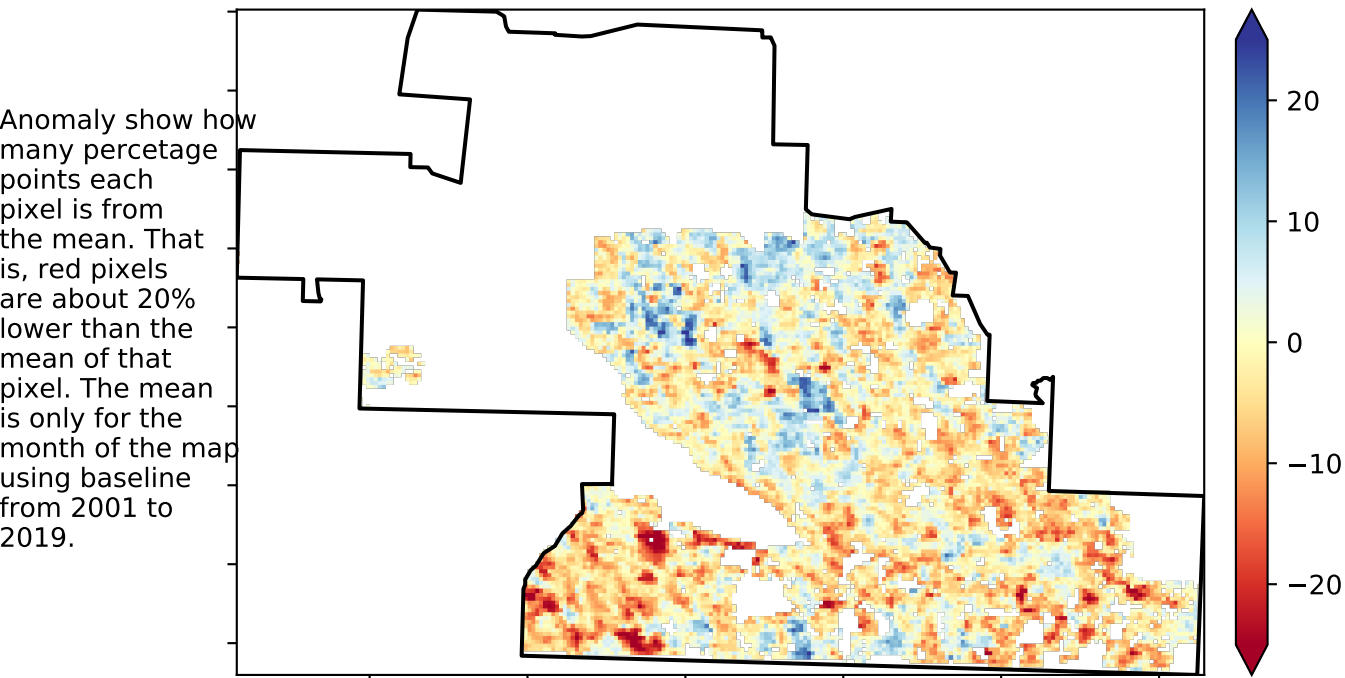 Anomaly show how
many percetage
points each
pixel is from
the mean. That
is, red pixels
are about 20%
lower than the
mean of that
pixel. The mean
is only for the
month of the map
using baseline
from 2001 to
2019.
20
10
0
−10
−20